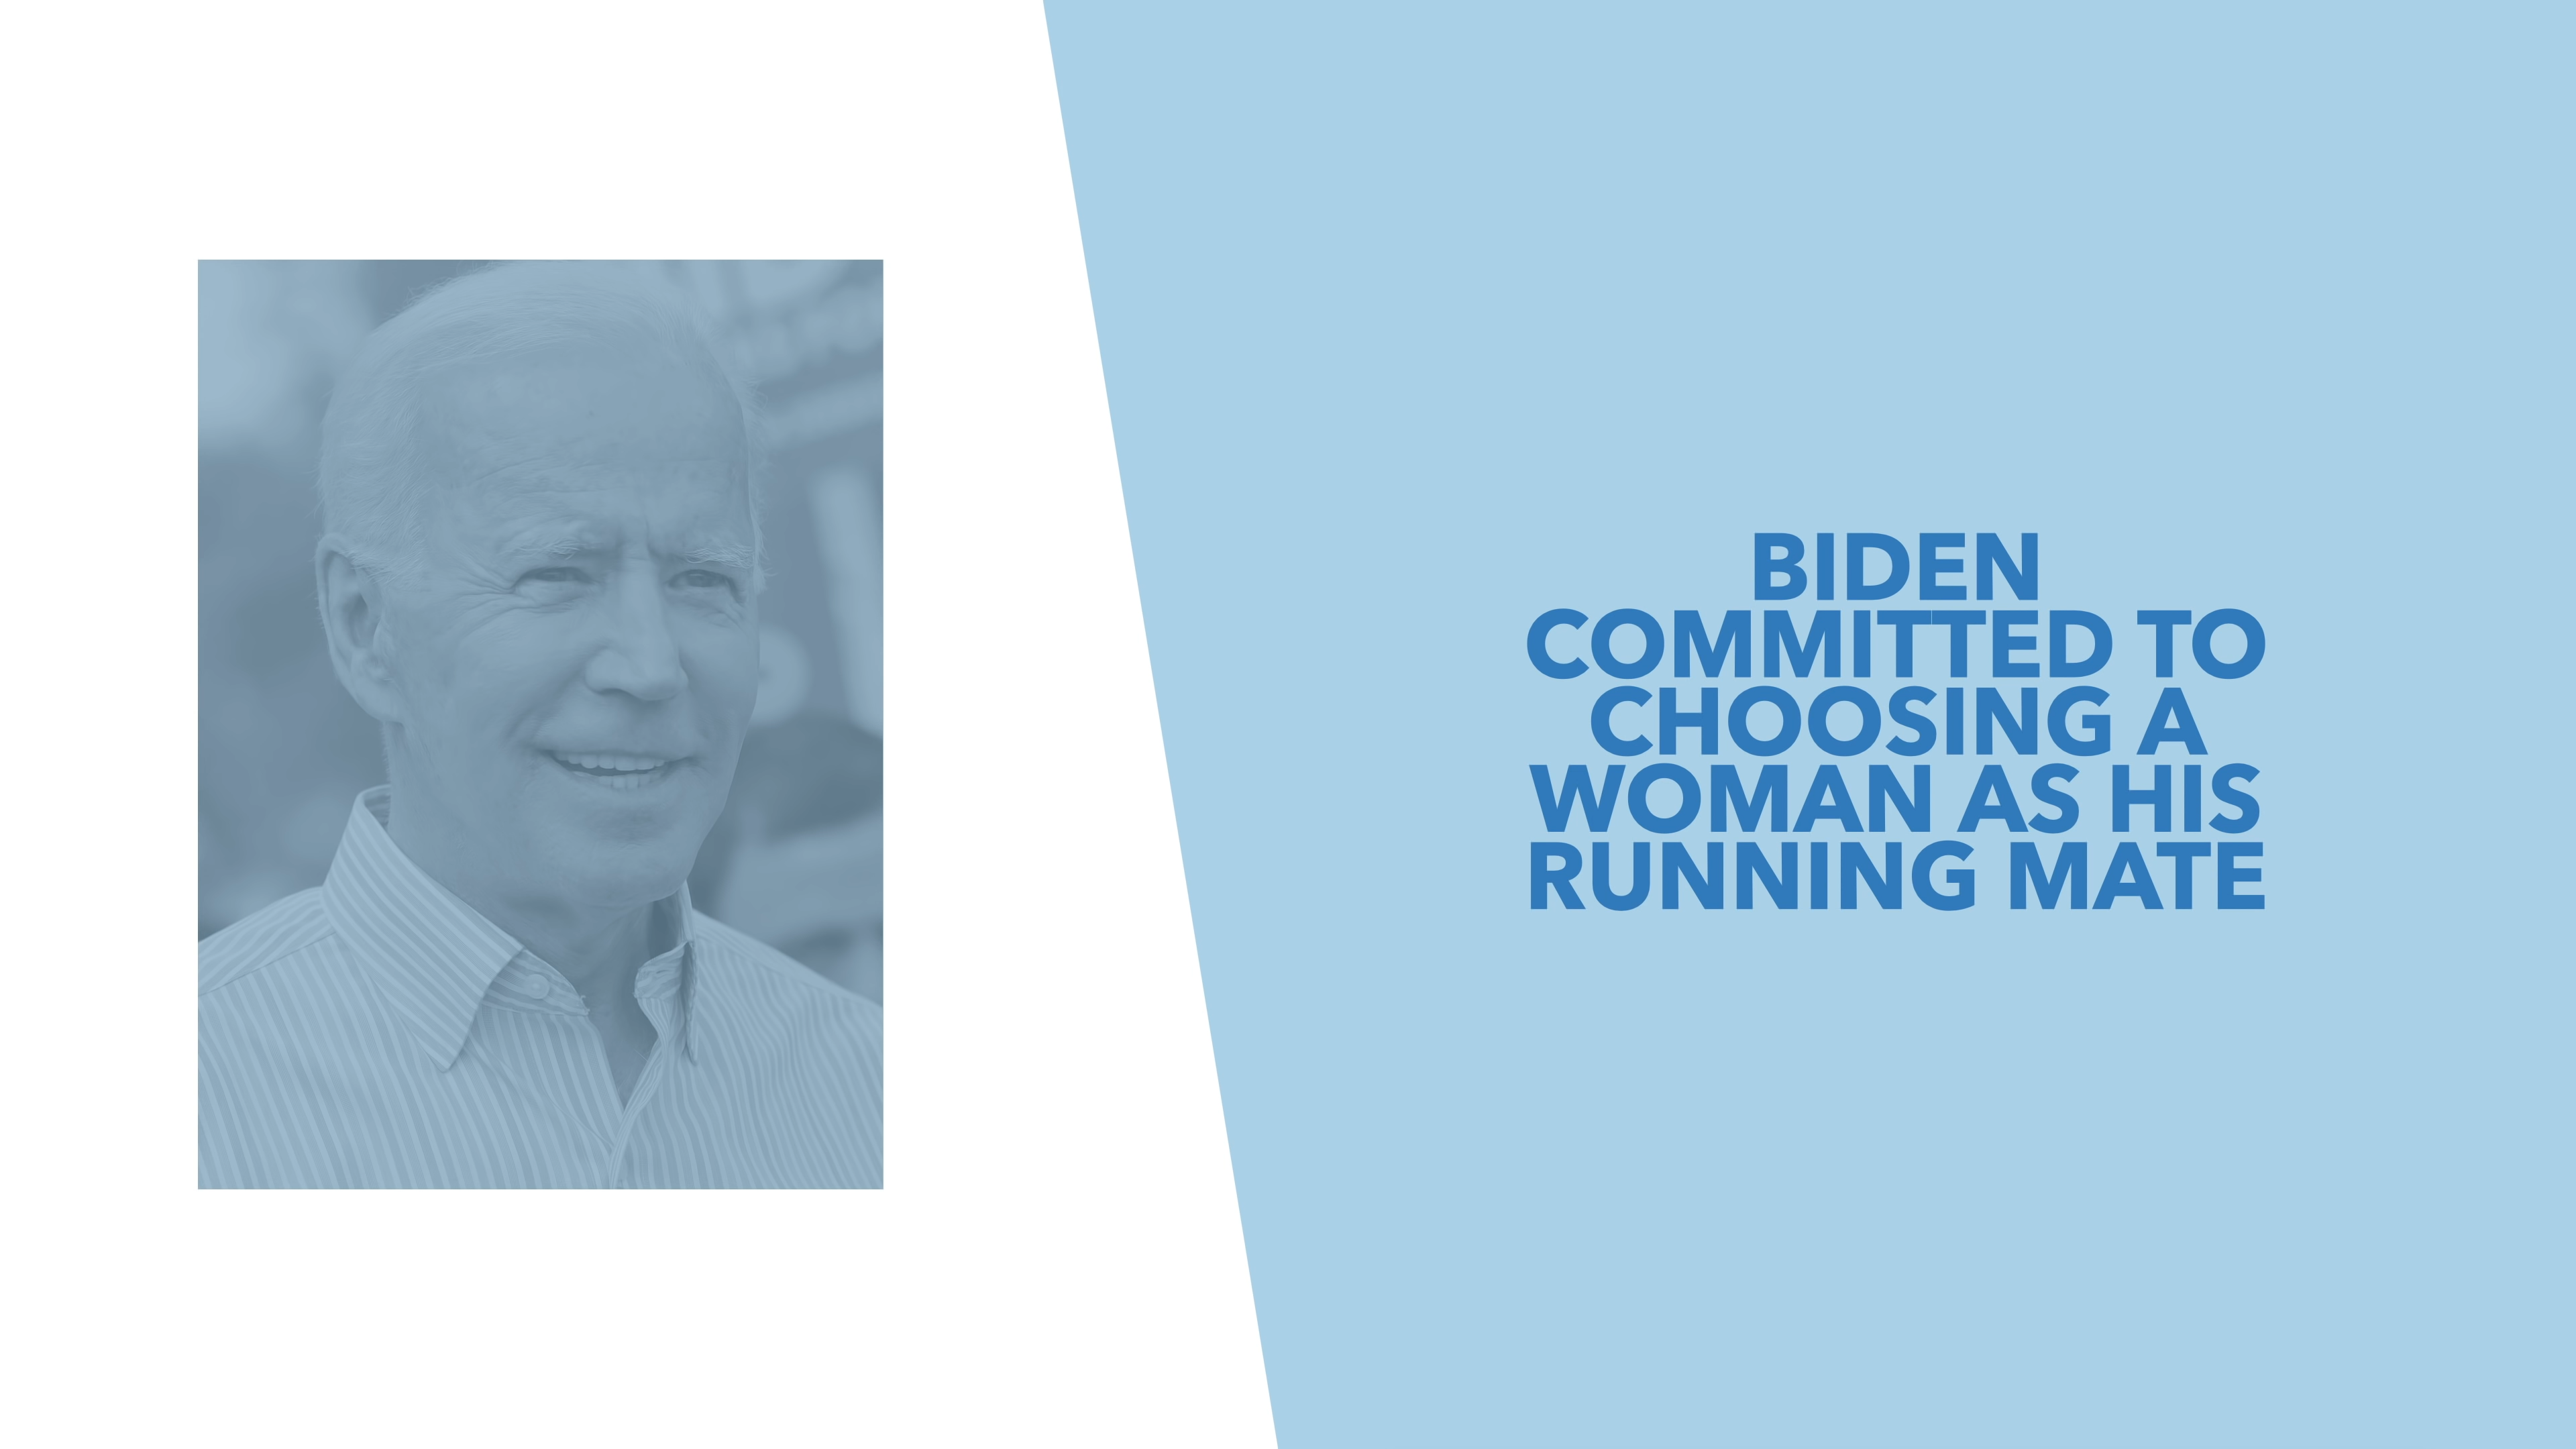 BIDEN
COMMITTED TO
CHOOSING A
WOMAN AS HIS
RUNNING MATE